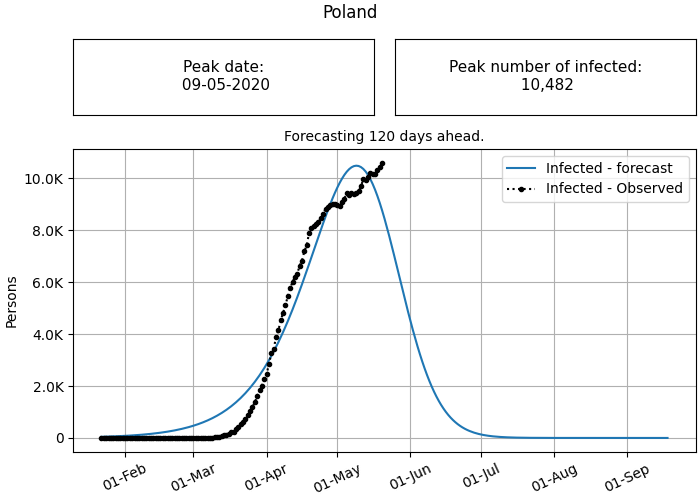 Poland
Peak date:
09-05-2020
Peak number of infected:
10,482
Forecasting 120 days ahead.
Infected - forecast
Infected - Observed
Persons
10.0K
8.0K
6.0K
4.0K
2.0K
0
01-Feb
01-Mar
01-Apr
01-May
01-Jun
01-Jul
01-Aug
01-Sep